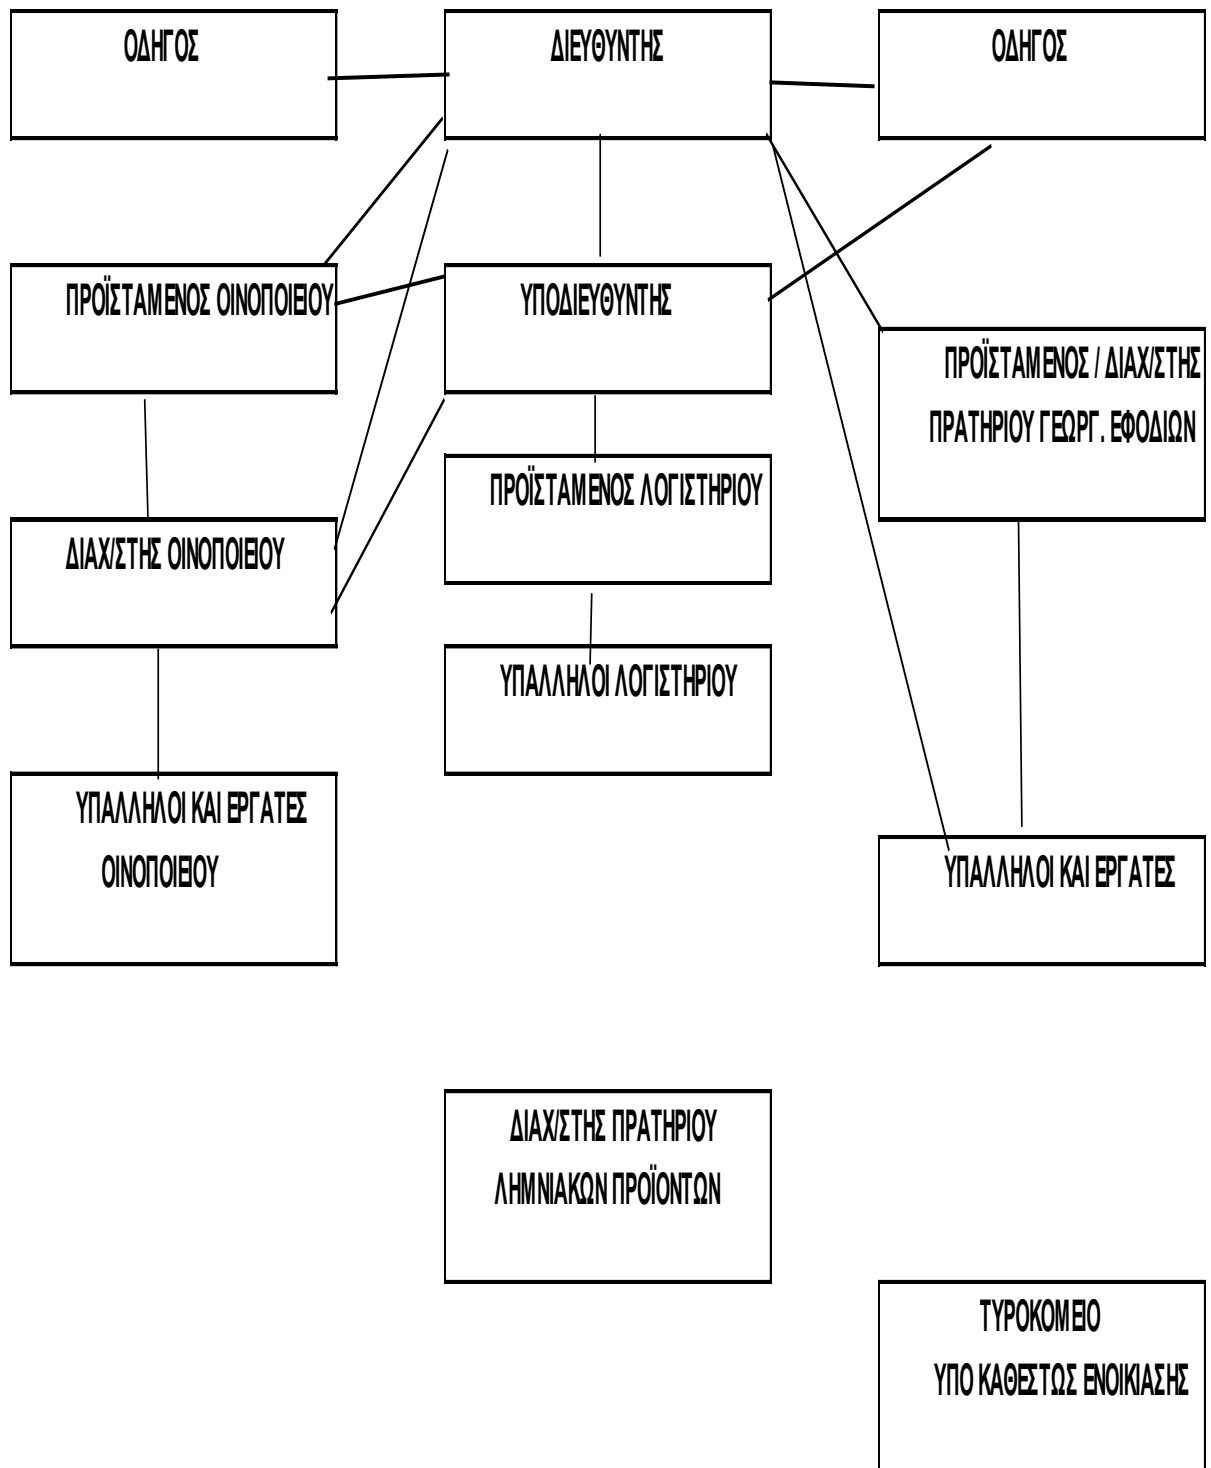 ΟΔΗΓΟΣ
ΔΙΕΥΘΥΝΤΗΣ
ΟΔΗΓΟΣ
ΠΡΟΪΣΤΑΜΕΝΟΣ ΟΙΝΟΠΟΙΕΙΟΥ
ΥΠΟΔΙΕΥΘΥΝΤΗΣ
ΠΡΟΪΣΤΑΜΕΝΟΣ / ΔΙΑΧ/ΣΤΗΣ
ΠΡΑΤΗΡΙΟΥ ΓΕΩΡΓ. ΕΦΟΔΙΩΝ
ΠΡΟΪΣΤΑΜΕΝΟΣ ΛΟΓΙΣΤΗΡΙΟΥ
ΔΙΑΧ/ΣΤΗΣ ΟΙΝΟΠΟΙΕΙΟΥ
ΥΠΑΛΛΗΛΟΙ ΛΟΓΙΣΤΗΡΙΟΥ
ΥΠΑΛΛΗΛΟΙ ΚΑΙ ΕΡΓΑΤΕΣ
ΟΙΝΟΠΟΙΕΙΟΥ
ΥΠΑΛΛΗΛΟΙ ΚΑΙ ΕΡΓΑΤΕΣ
ΔΙΑΧ/ΣΤΗΣ ΠΡΑΤΗΡΙΟΥ
ΛΗΜΝΙΑΚΩΝ ΠΡΟΪΟΝΤΩΝ
ΤΥΡΟΚΟΜΕΙΟ
ΥΠΟ ΚΑΘΕΣΤΩΣ ΕΝΟΙΚΙΑΣΗΣ